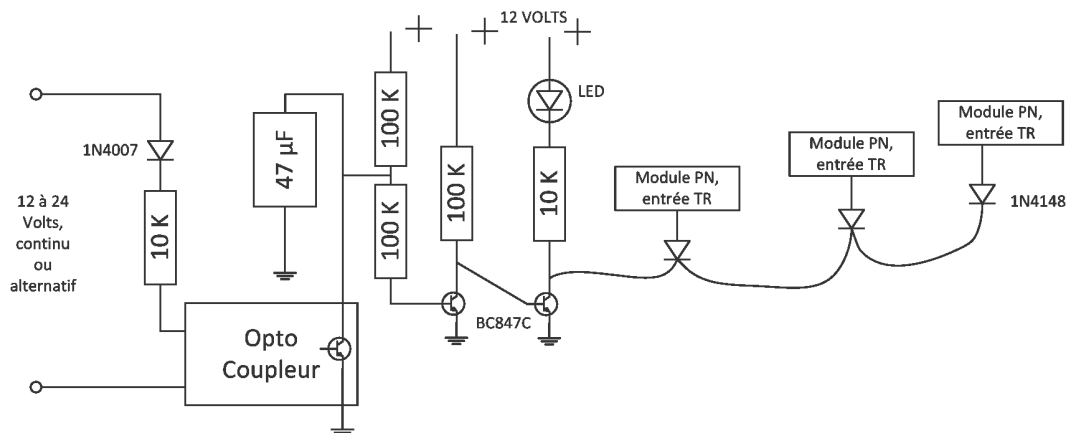 12 VOLTS
LED
1N4007
12 à 24
Volts,
continu
ou
alternatif
10 K
47 µF
100 K
100 K
100 K
10 K
Opto
Coupleur
BC847C
Module PN,
entrée TR
Module PN,
entrée TR
Module PN,
entrée TR
1N4148